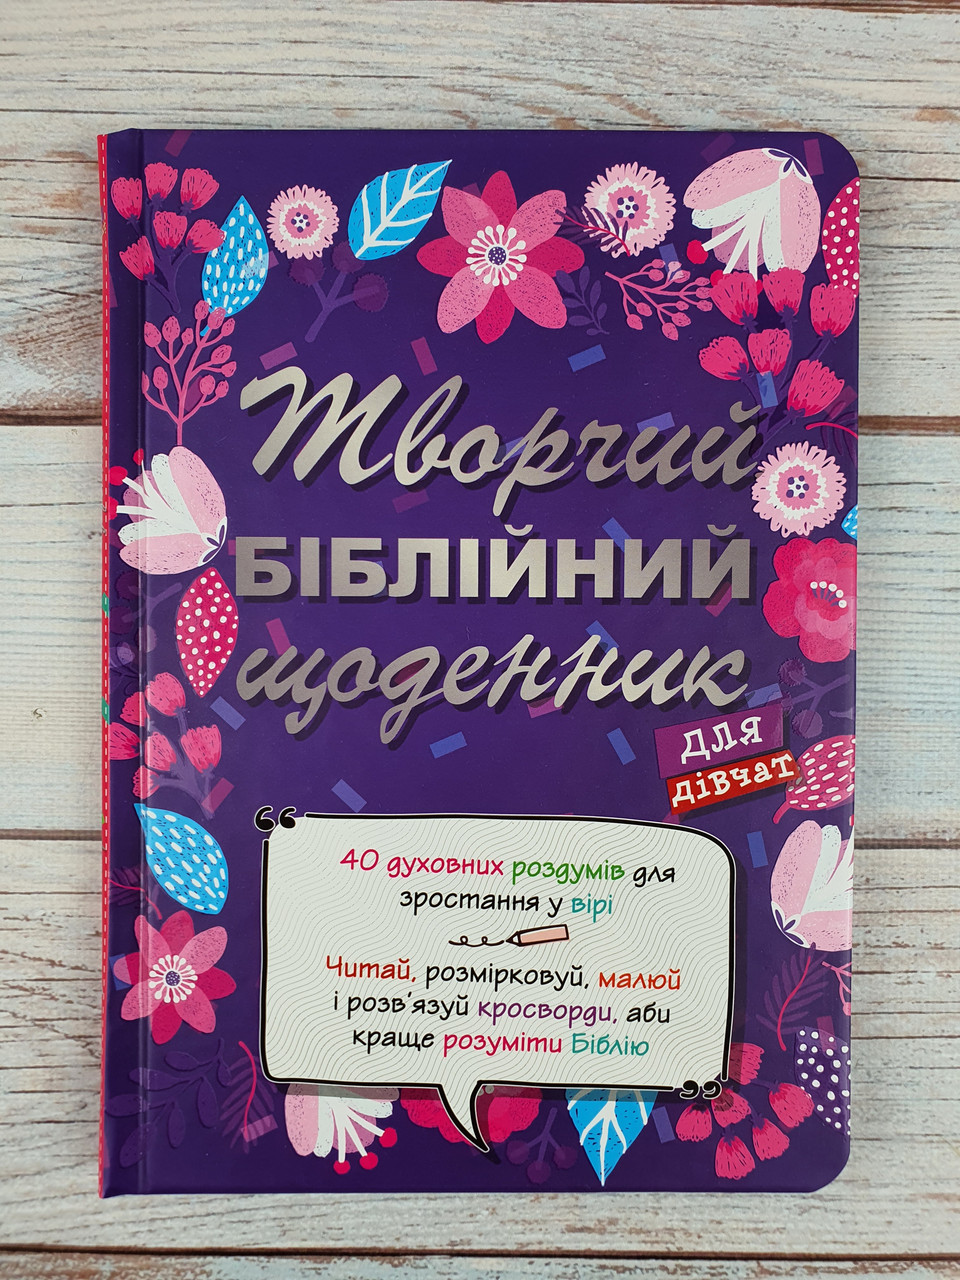 Творчий
БІБЛІЙНИЙ
щоденник
ДЛЯ
ДІВЧАТ
40 духовних роздумів для
зростання у вірі
Читай, розмірковуй, малюй
і розв'язуй кросворди, аби
краще розуміти Біблію